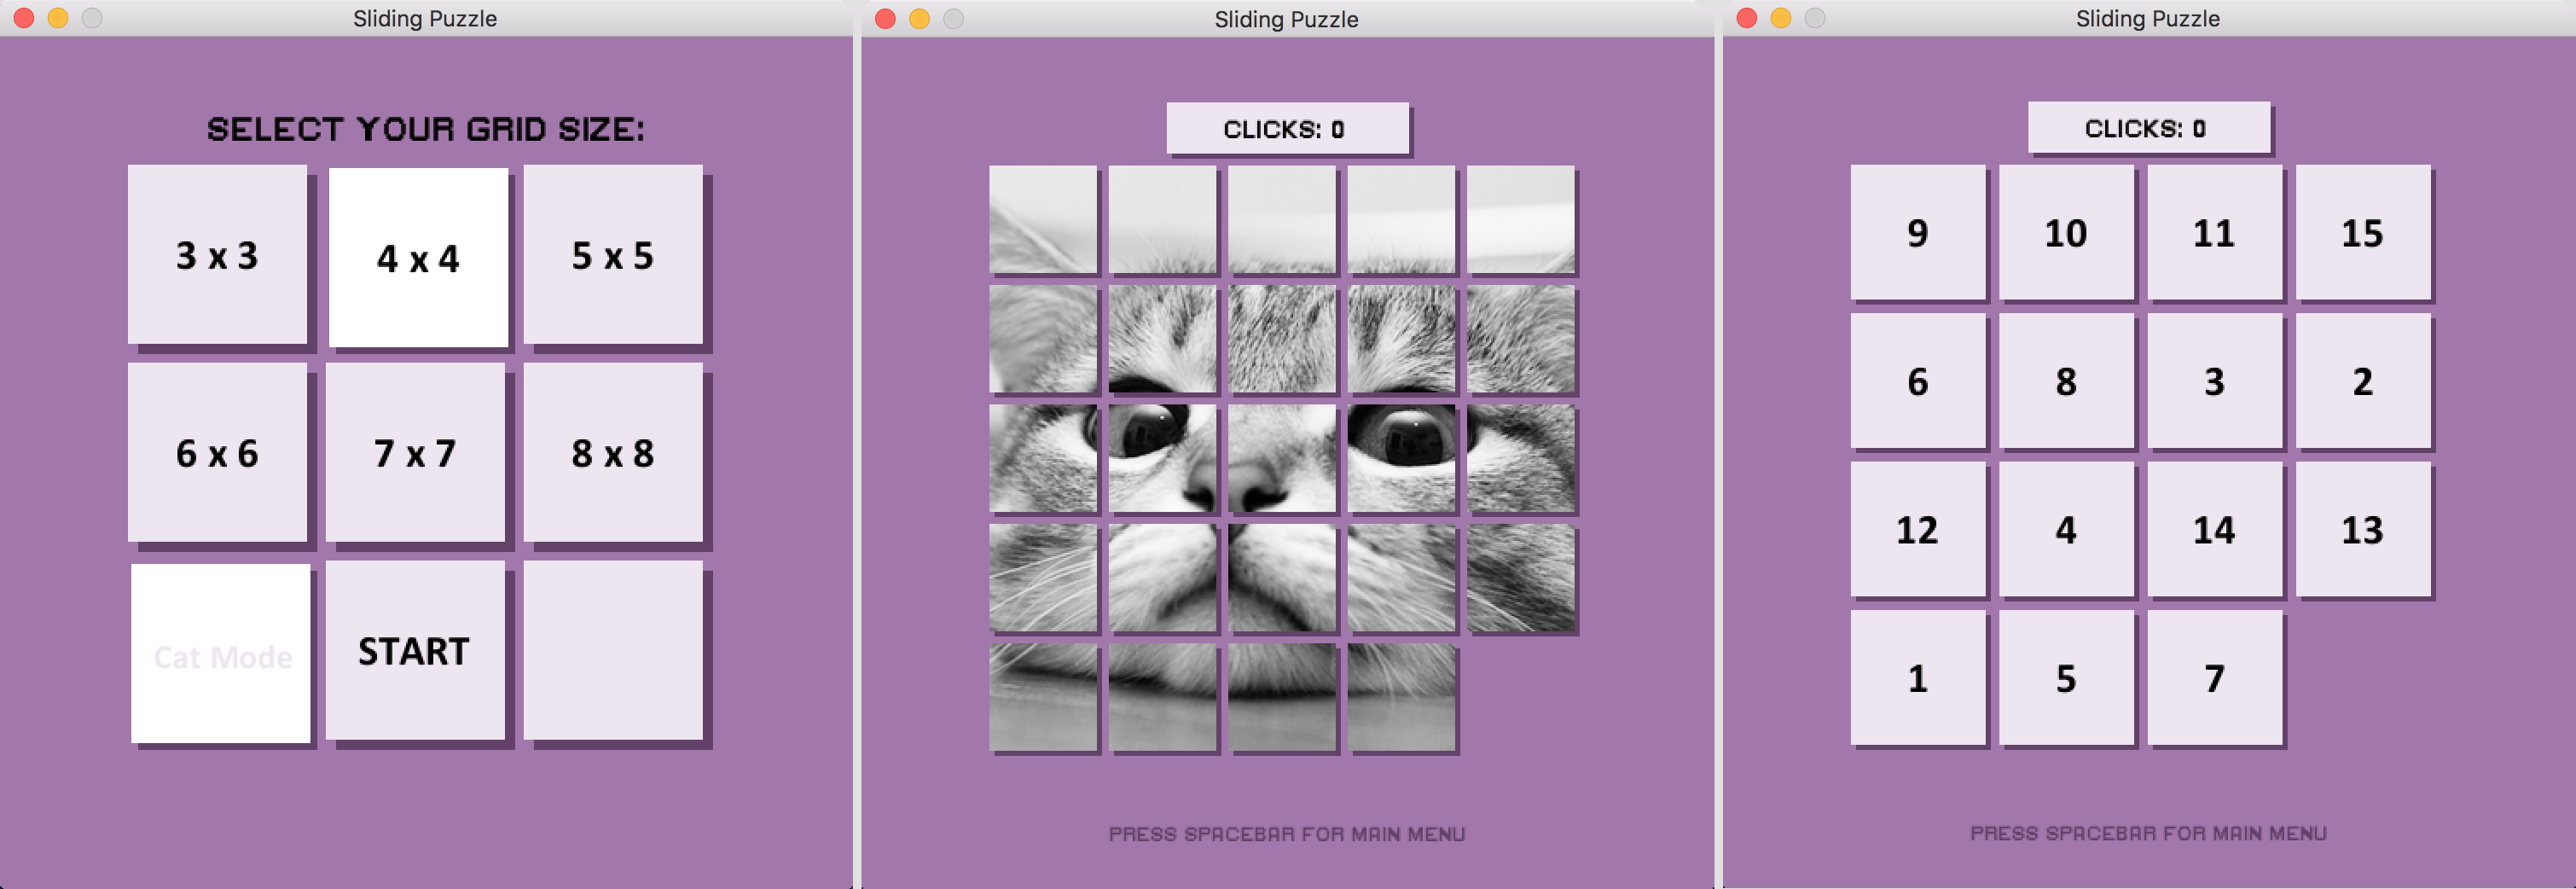 Sliding Puzzle
SELECT YOUR GRID SIZE:
3 x 3 4 x 4 5 x 5
6 x 6 7 x 7 8 x 8
Cat Mode START
Sliding Puzzle
CLICKS: 0
PRESS SPACEBAR FOR MAIN MENU
Sliding Puzzle
CLICKS: 0
9 10 11 15
6 8 3 2
12 4 14 13
1 5 7
PRESS SPACEBAR FOR MAIN MENU